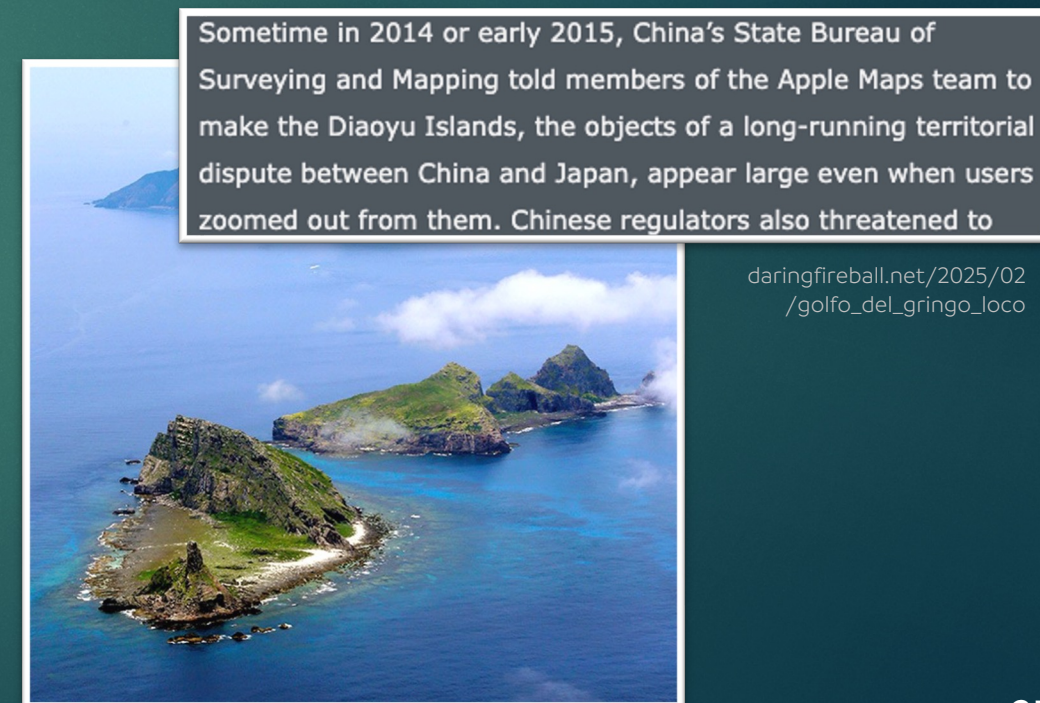 Sometime in 2014 or early 2015, China’s State Bureau of
Surveying and Mapping told members of the Apple Maps team to
make the Diaoyu Islands, the objects of a long-running territorial
dispute between China and Japan, appear large even when users
zoomed out from them. Chinese regulators also threatened to
daringfireball.net/2025/02
/golfo_del_gringo_loco